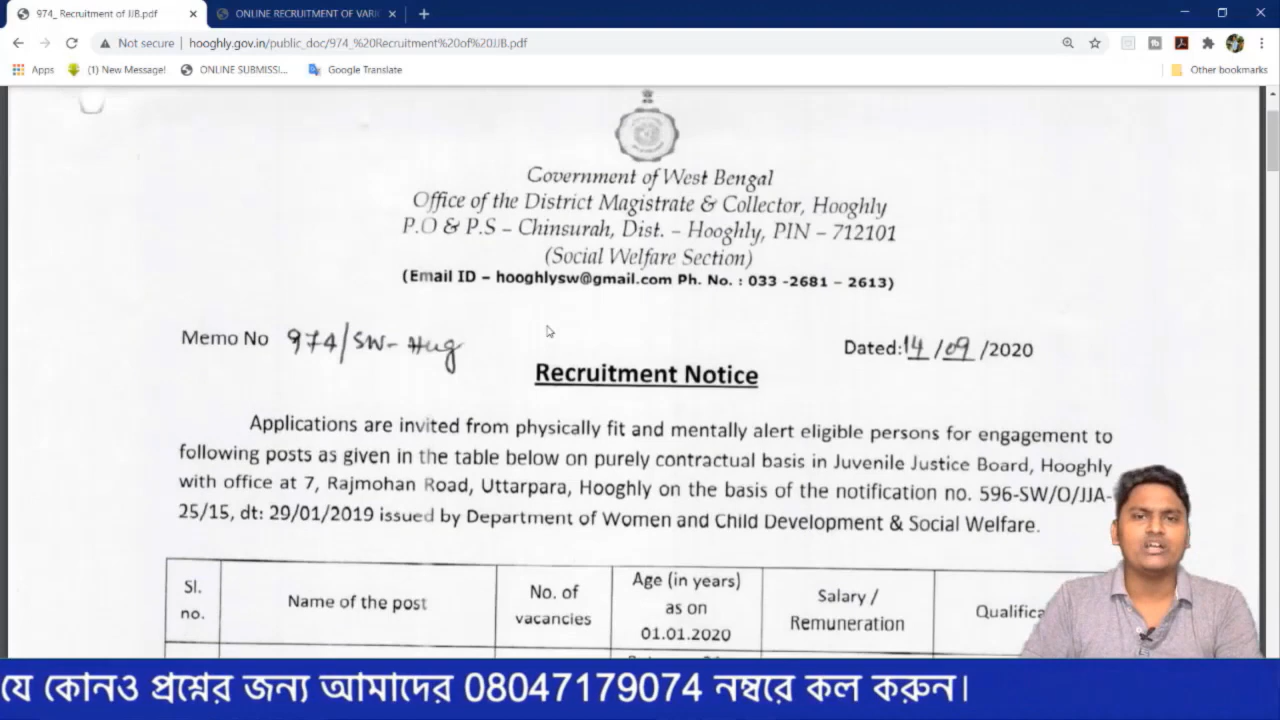 974_ Recruitment of JJB.pdf
ONLINE RECRUITMENT OF VARI
Not secure
hooghly.gov.in/public_doc/974_%20Recruitment%20of%20JJB.pdf
Apps
(1) New Message!
ONLINE SUBMISSI...
Google Translate
Other bookmarks
Government of West Bengal
Office of the District Magistrate & Collector, Hooghly
P.O & P.S – Chinsurah, Dist. – Hooghly, PIN – 712101
(Social Welfare Section)
(Email ID – hooghlysw@gmail.com Ph. No. : 033 -2681 – 2613)
Memo No 974/SW-Hug
Dated:14/09/2020
Recruitment Notice
Applications are invited from physically fit and mentally alert eligible persons for engagement to
following posts as given in the table below on purely contractual basis in Juvenile Justice Board, Hooghly
with office at 7, Rajmohan Road, Uttarpara, Hooghly on the basis of the notification no. 596-SW/O/JJA-
25/15, dt: 29/01/2019 issued by Department of Women and Child Development & Social Welfare.
Sl.
no.
Name of the post
No. of
vacancies
Age (in years)
as on
01.01.2020
Salary /
Remuneration
Qualifica
যে কোনও প্রশ্নের জন্য আমাদের 08047179074 নম্বরে কল করুন।